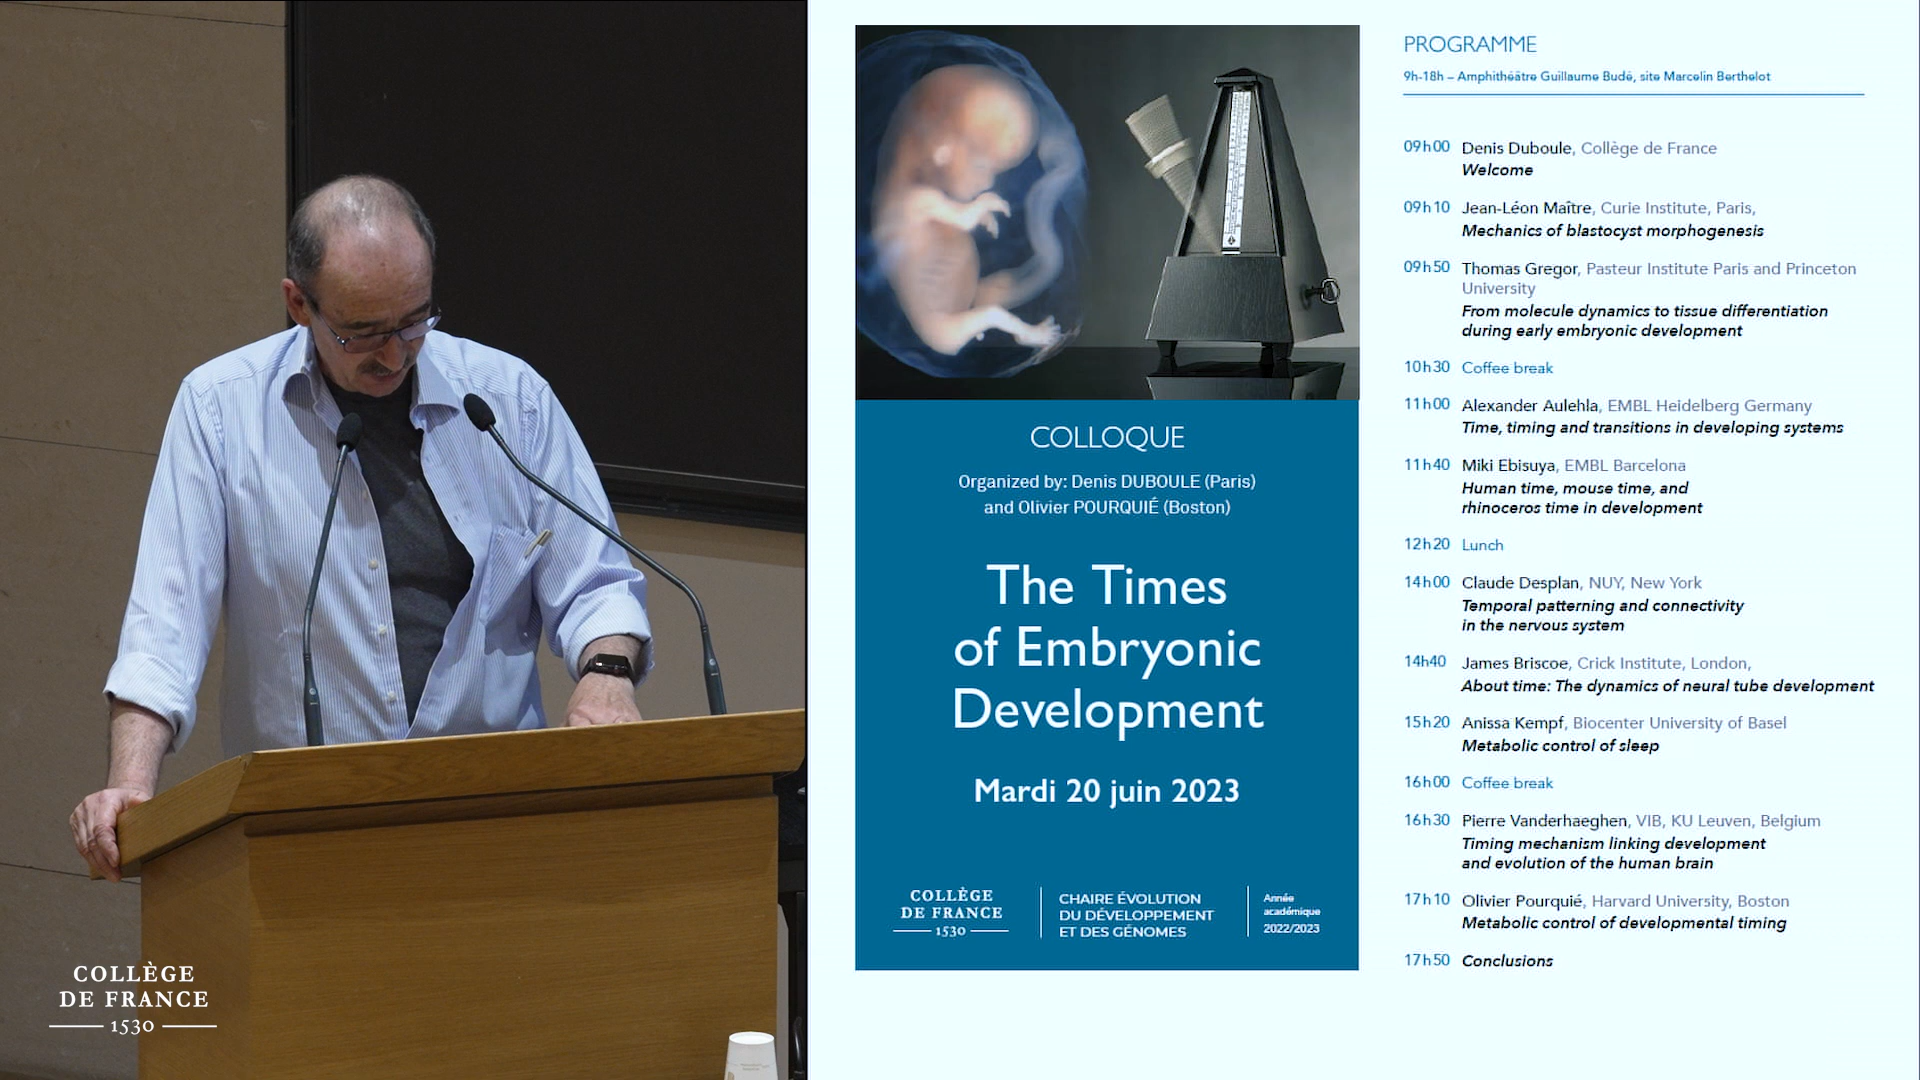 COLLÈGE
DE FRANCE
1530
COLLOQUE
Organized by: Denis DUBOULE (Paris)
and Olivier POURQUIÉ (Boston)
The Times
of Embryonic
Development
Mardi 20 juin 2023
COLLÈGE
DE FRANCE
1530
CHAIRE ÉVOLUTION
DU DÉVELOPPEMENT
ET DES GÉNOMES
Année
académique
2022/2023
PROGRAMME
9h-18h – Amphithéâtre Guillaume Budé, site Marcelin Berthelot
09h00 Denis Duboule, Collège de France
Welcome
09h10 Jean-Léon Maître, Curie Institute, Paris,
Mechanics of blastocyst morphogenesis
09h50 Thomas Gregor, Pasteur Institute Paris and Princeton
University
From molecule dynamics to tissue differentiation
during early embryonic development
10h30 Coffee break
11h00 Alexander Aulehla, EMBL Heidelberg Germany
Time, timing and transitions in developing systems
11h40 Miki Ebisuya, EMBL Barcelona
Human time, mouse time, and
rhinoceros time in development
12h20 Lunch
14h00 Claude Desplan, NUY, New York
Temporal patterning and connectivity
in the nervous system
14h40 James Briscoe, Crick Institute, London,
About time: The dynamics of neural tube development
15h20 Anissa Kempf, Biocenter University of Basel
Metabolic control of sleep
16h00 Coffee break
16h30 Pierre Vanderhaeghen, VIB, KU Leuven, Belgium
Timing mechanism linking development
and evolution of the human brain
17h10 Olivier Pourquié, Harvard University, Boston
Metabolic control of developmental timing
17h50 Conclusions